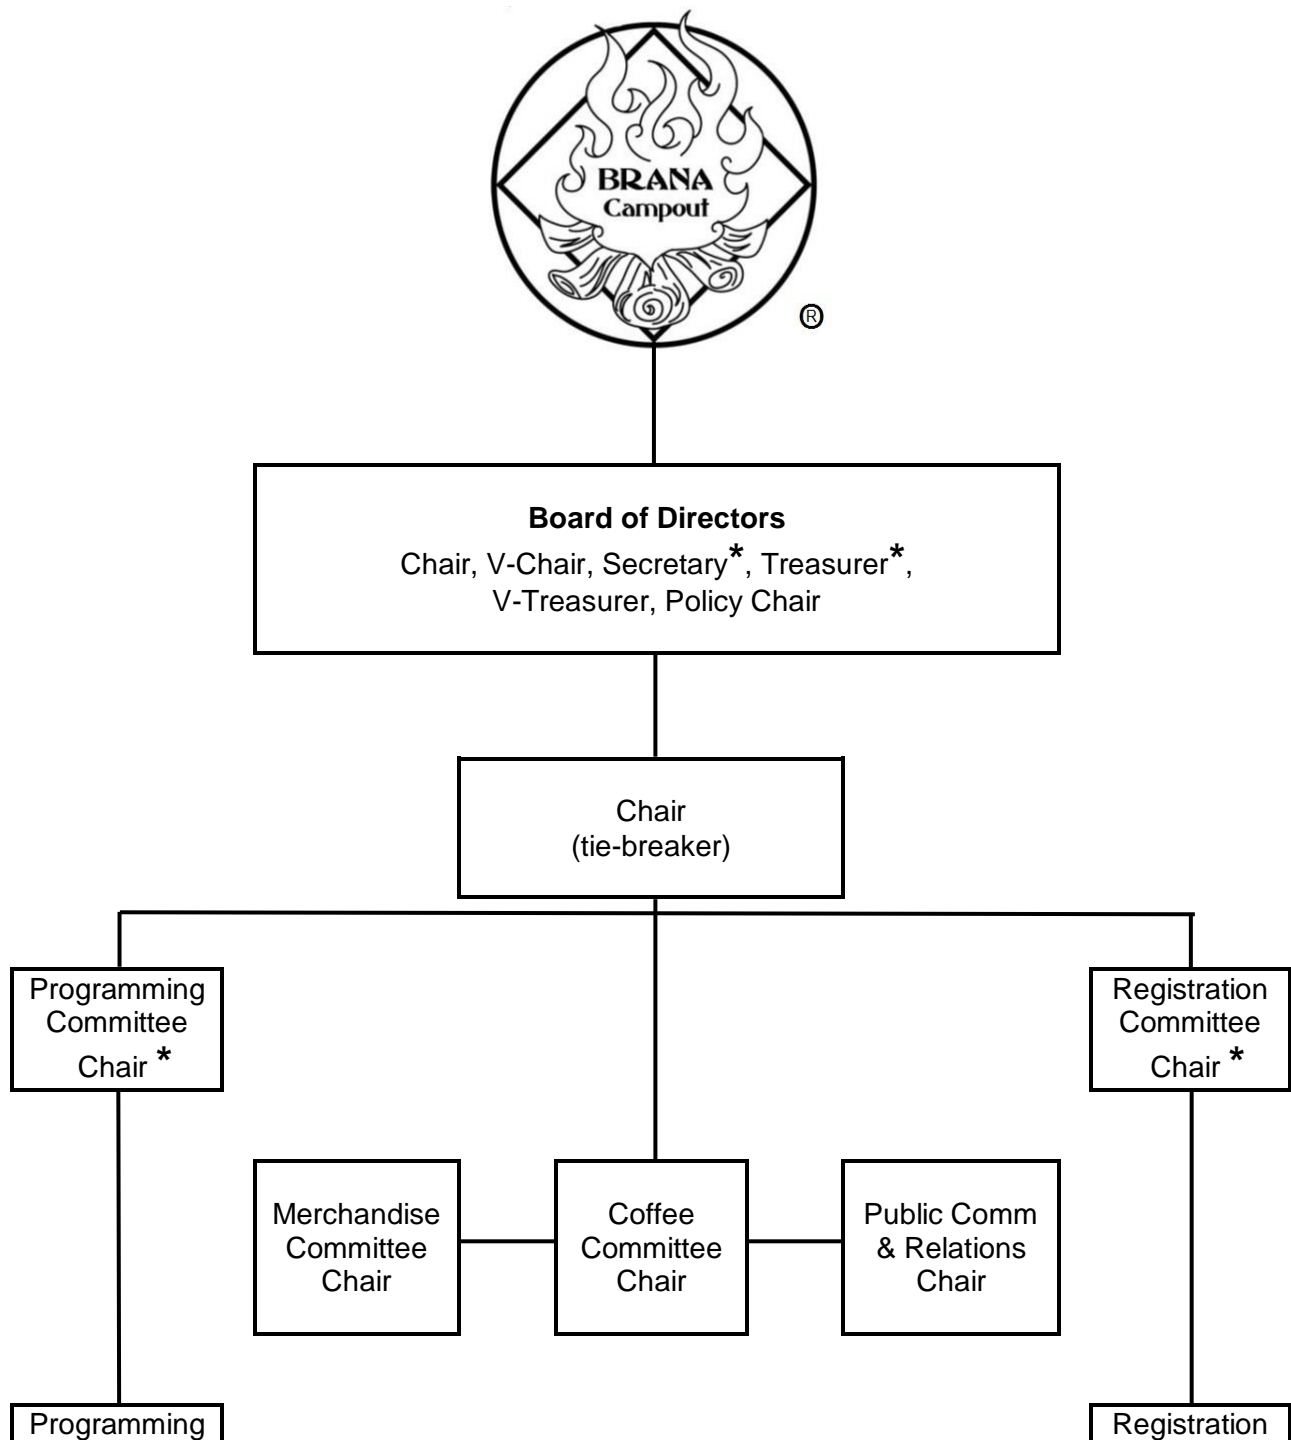 BRANA
Campout
®
Board of Directors
Chair, V-Chair, Secretary*, Treasurer*,
V-Treasurer, Policy Chair
Chair
(tie-breaker)
Programming
Committee
Chair *
Registration
Committee
Chair *
Merchandise
Committee
Chair
Coffee
Committee
Chair
Public Comm
& Relations
Chair
Programming
Registration